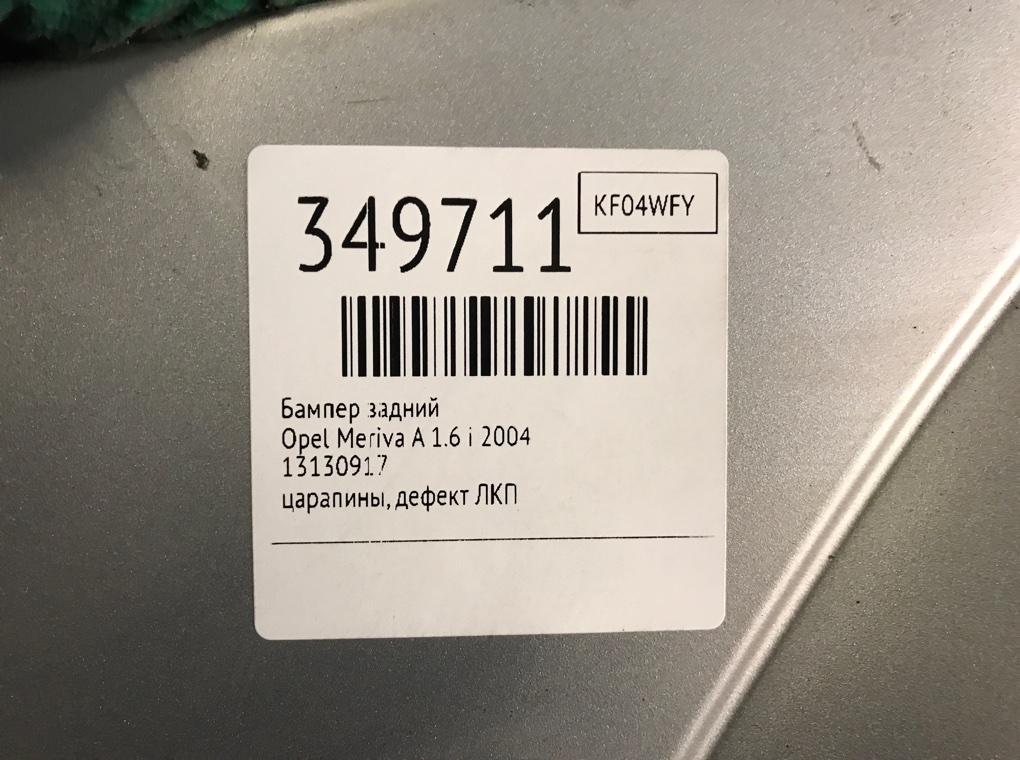 349711
KF04WFY
Бампер задний
Opel Meriva A 1.6 i 2004
13130917
царапины, дефект ЛКП